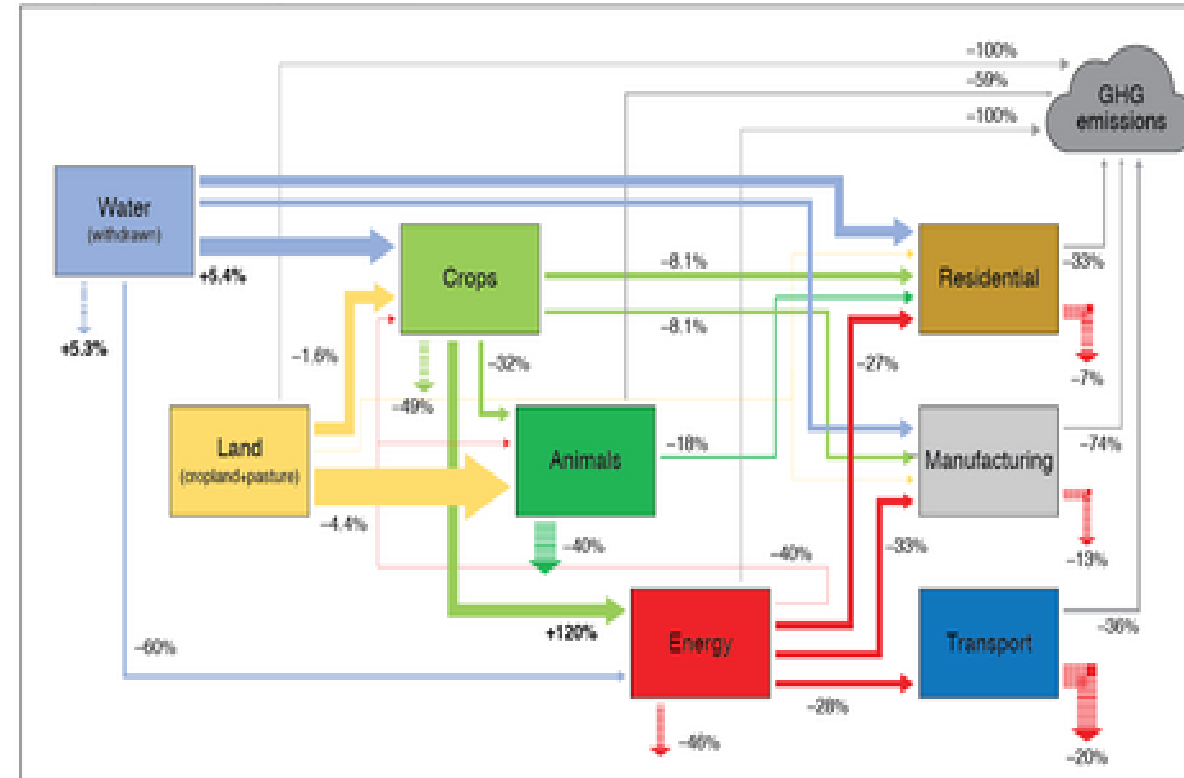 −100%
−59%
−100%
GHG
emissions
Water
(withdrawn)
+5.4%
+5.3%
Crops
−8.1%
−8.1%
Residential
−33%
−7%
−1.6%
−32%
−49%
−27%
Land
(cropland+pasture)
−4.4%
Animals
−18%
−40%
Manufacturing
−74%
−13%
−33%
−40%
+120%
Energy
−60%
−28%
−46%
Transport
−36%
−20%